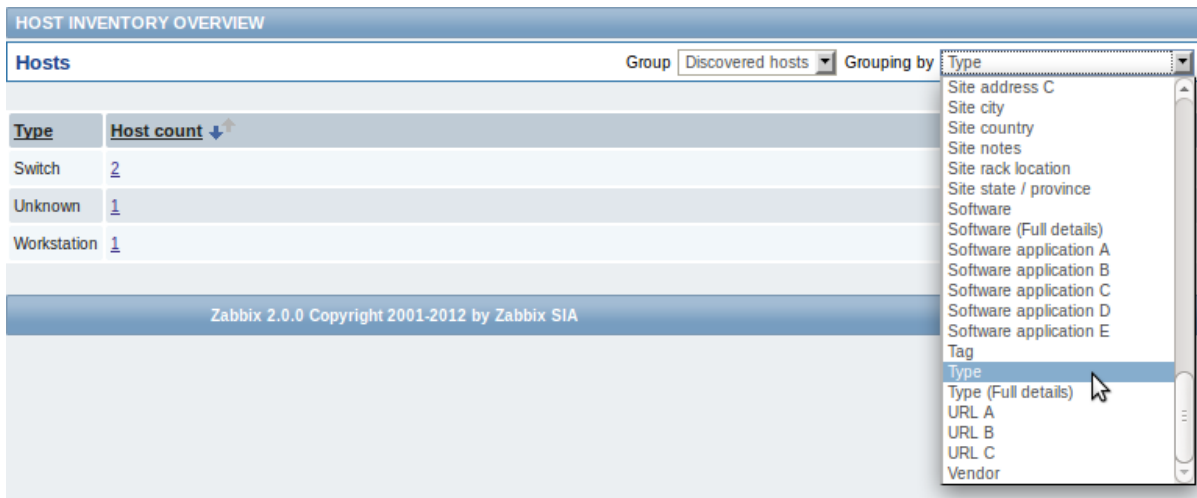 HOST INVENTORY OVERVIEW
Hosts Group Discovered hosts Grouping by Type
Type Host count
Switch 2
Unknown 1
Workstation 1
Zabbix 2.0.0 Copyright 2001-2012 by Zabbix SIA
Site address C
Site city
Site country
Site notes
Site rack location
Site state / province
Software
Software (Full details)
Software application A
Software application B
Software application C
Software application D
Software application E
Tag
Type
Type (Full details)
URL A
URL B
URL C
Vendor